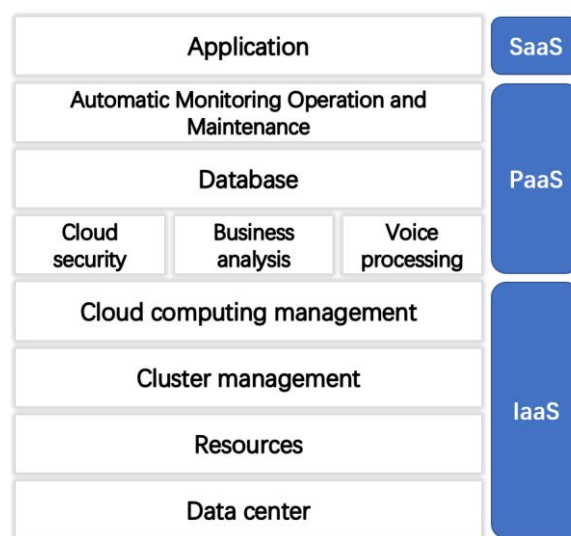 Application
SaaS
Automatic Monitoring Operation and
Maintenance
Database
PaaS
Cloud
security
Business
analysis
Voice
processing
Cloud computing management
Cluster management
IaaS
Resources
Data center